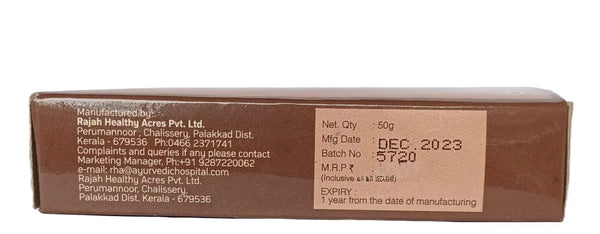 Manufactured by:
Rajah Healthy Acres Pvt. Ltd.
Perumannoor, Chalissery, Palakkad Dist.
Kerala - 679536 Ph:0466 2371741
Complaints and queries if any please contact
Marketing Manager, Ph:+91 9287220062
e-mail: rha@ayurvedichospital.com
Rajah Healthy Acres Pvt. Ltd.
Perumannoor, Chalissery,
Palakkad Dist. Kerala - 679536
Net. Qty : 50g
Mfg Date : DEC.2023
Batch No : 5720
M.R.P ₹ :
(Inclusive
EXPIRY :
1 year from the date of manufacturing